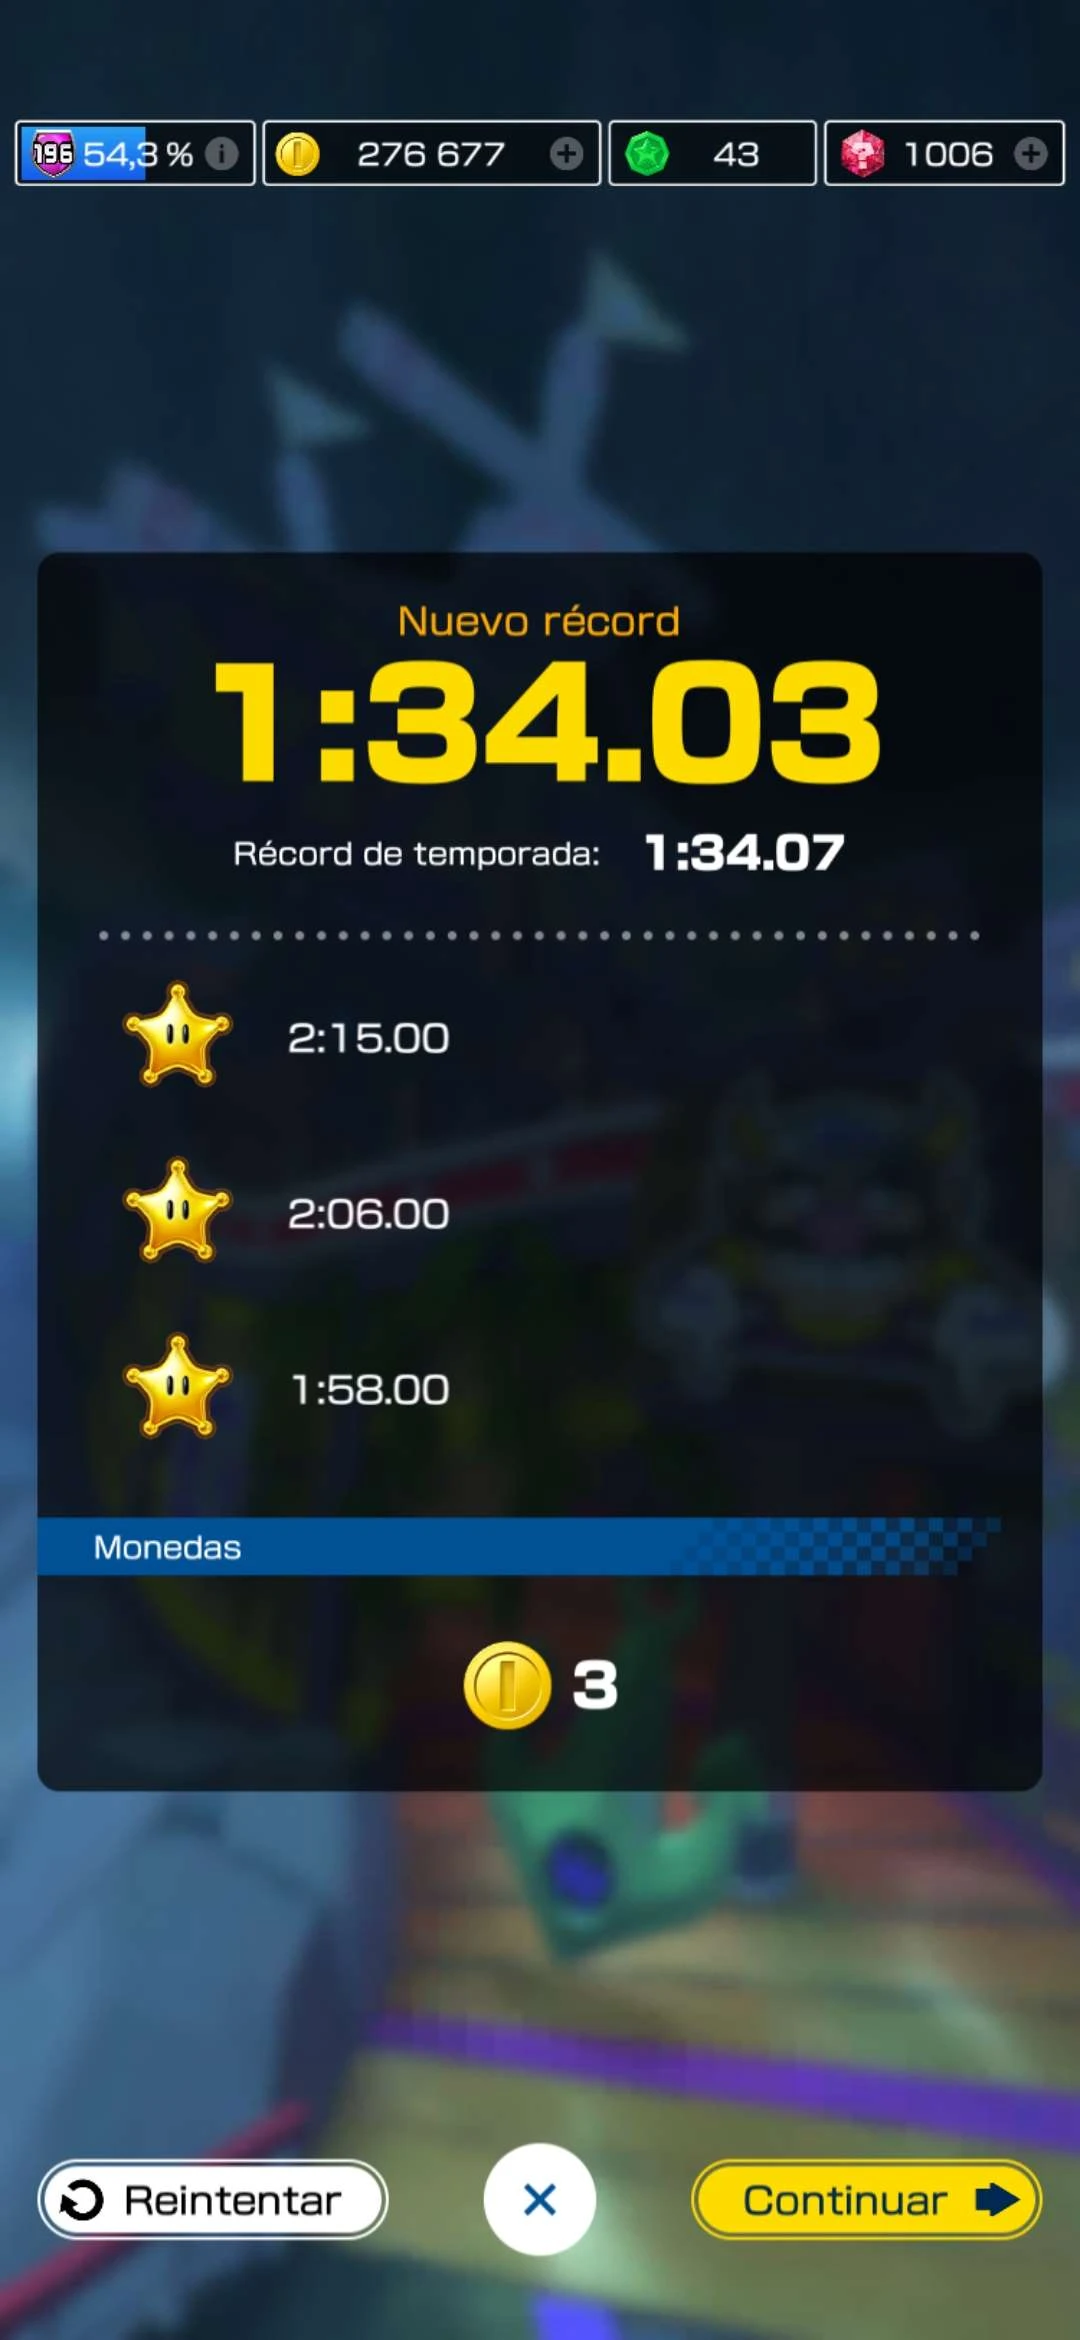 196 54,3 % i 276 677 + 43 1006 +
Nuevo récord
1:34.03
Récord de temporada: 1:34.07
2:15.00
2:06.00
1:58.00
Monedas
3
Reintentar × Continuar